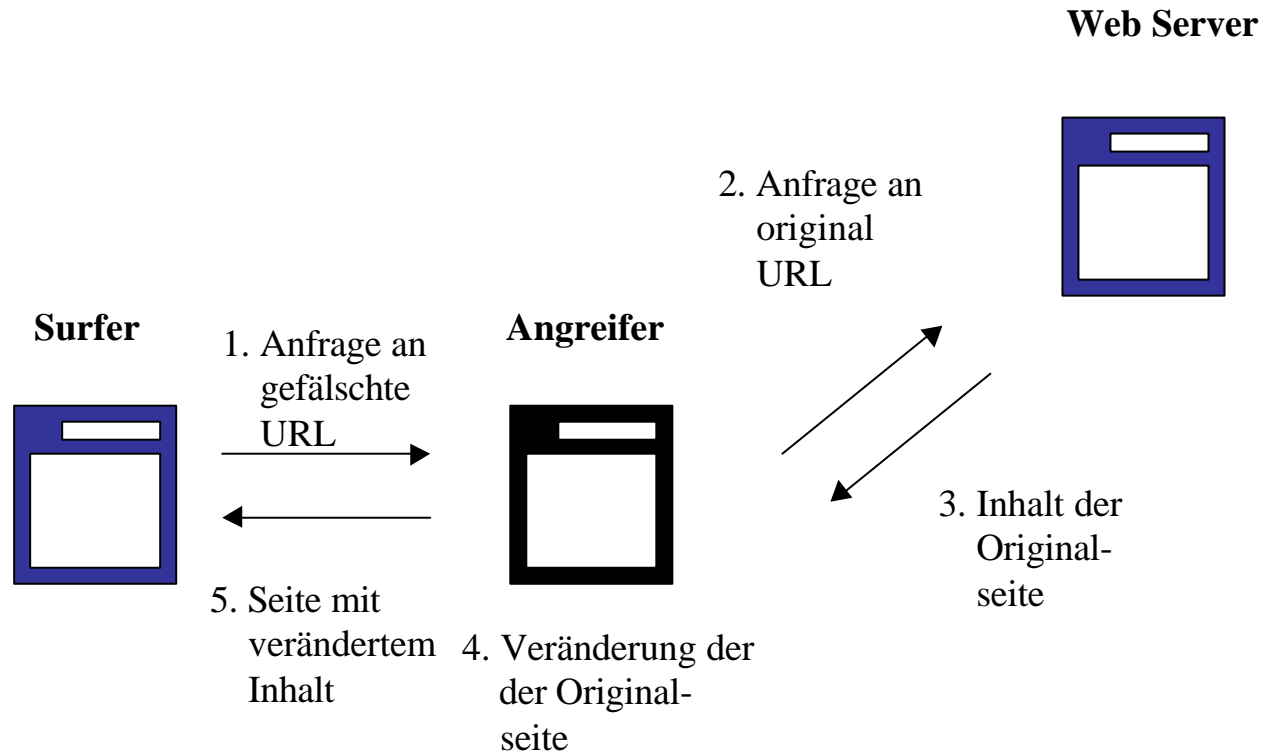 Web Server
2. Anfrage an
original
URL
Surfer
1. Anfrage an
gefälschte
URL
Angreifer
3. Inhalt der
Original-
seite
5. Seite mit
verändertem
Inhalt
4. Veränderung der
der Original-
seite